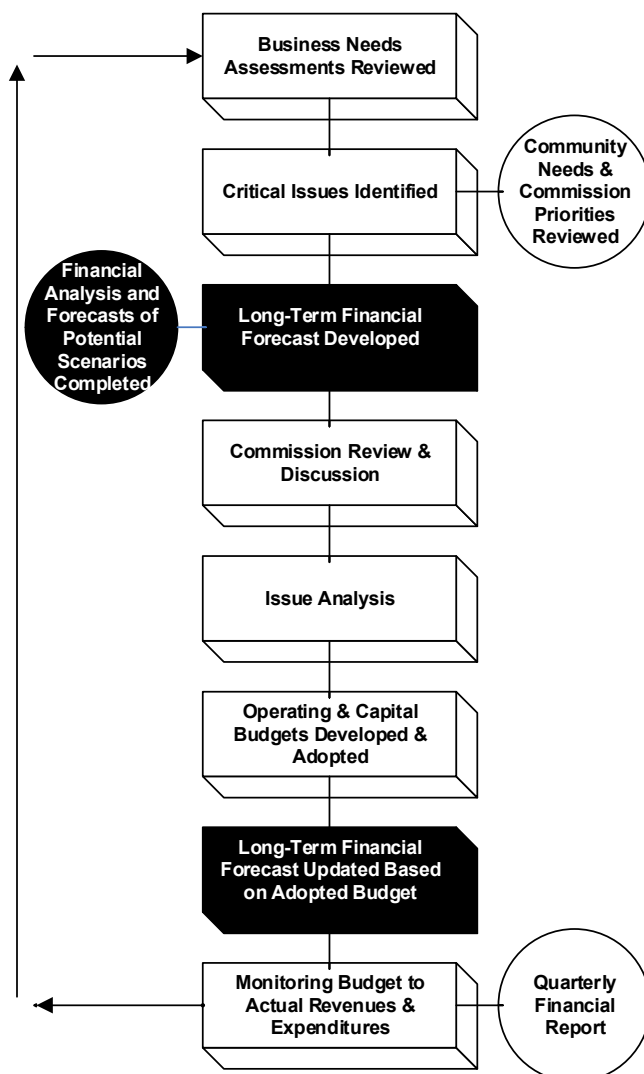 Business Needs
Assessments Reviewed
Critical Issues Identified
Community
Needs &
Commission
Priorities
Reviewed
Financial
Analysis and
Forecasts of
Potential
Scenarios
Completed
Long-Term Financial
Forecast Developed
Commission Review &
Discussion
Issue Analysis
Operating & Capital
Budgets Developed &
Adopted
Long-Term Financial
Forecast Updated Based
on Adopted Budget
Monitoring Budget to
Actual Revenues &
Expenditures
Quarterly
Financial
Report